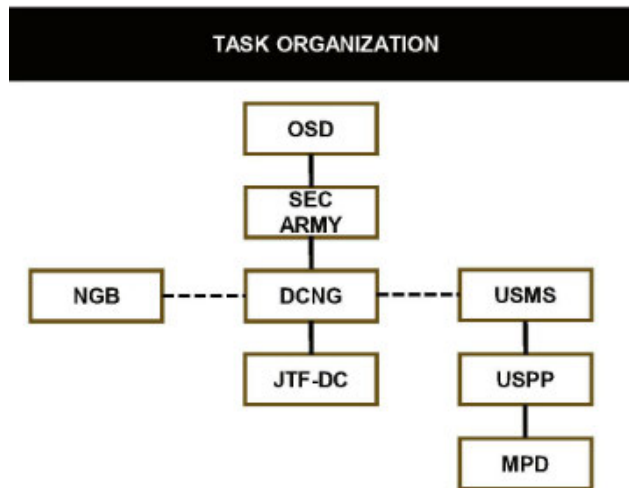 TASK ORGANIZATION
OSD
SEC
ARMY
NGB
DCNG
USMS
JTF-DC
USPP
MPD